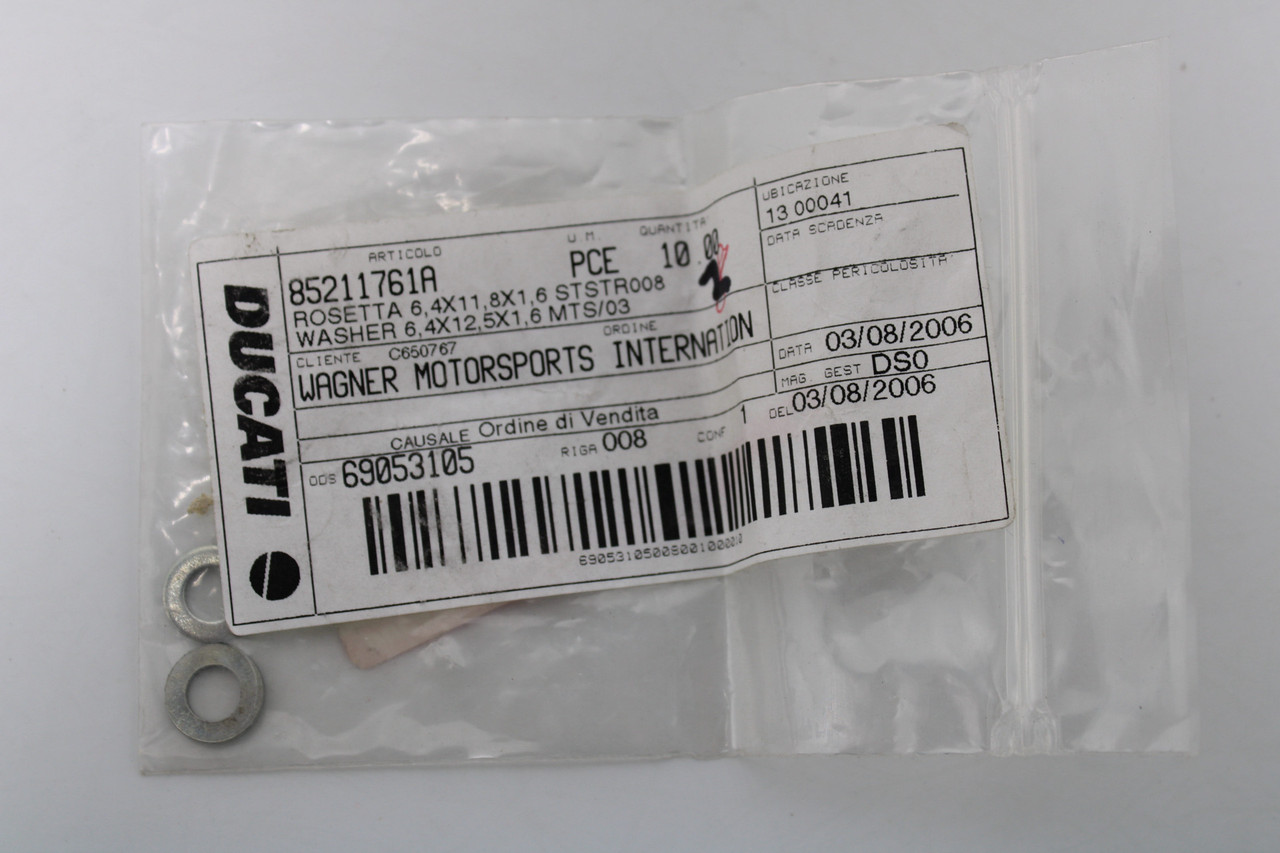 DUCATI
ARTICOLO U.M. QUANTITA'
85211761A PCE 10.00
2
ROSETTA 6,4X11,8X1,6 STSTR008
WASHER 6,4X12,5X1,6 MTS/03
CLIENTE C650767 ORDINE
WAGNER MOTORSPORTS INTERNATION
UBICAZIONE
13 00041
DATA SCADENZA
CLASSE PERICOLOSITA'
DATA 03/08/2006
MAG GEST DS0
CAUSALE Ordine di Vendita
ODS 69053105 RIGA 008 CONF 1 DEL 03/08/2006